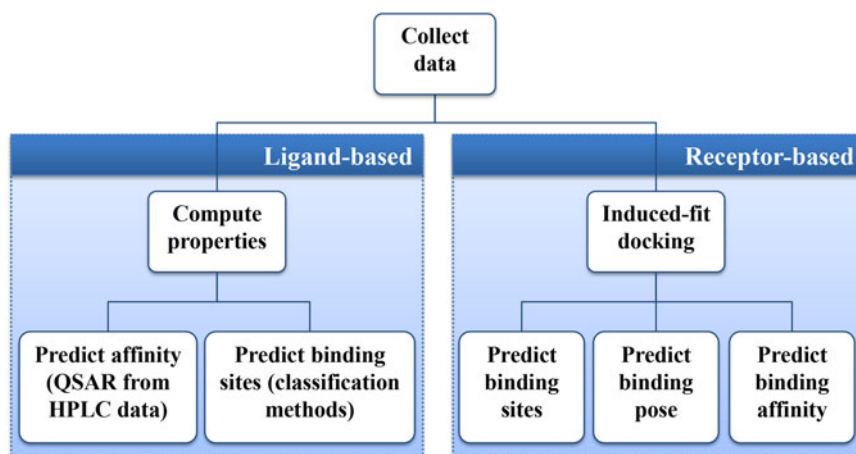 Collect
data
Ligand-based
Compute
properties
Predict affinity
(QSAR from
HPLC data)
Predict binding
sites (classification
methods)
Receptor-based
Induced-fit
docking
Predict
binding
sites
Predict
binding
pose
Predict
binding
affinity